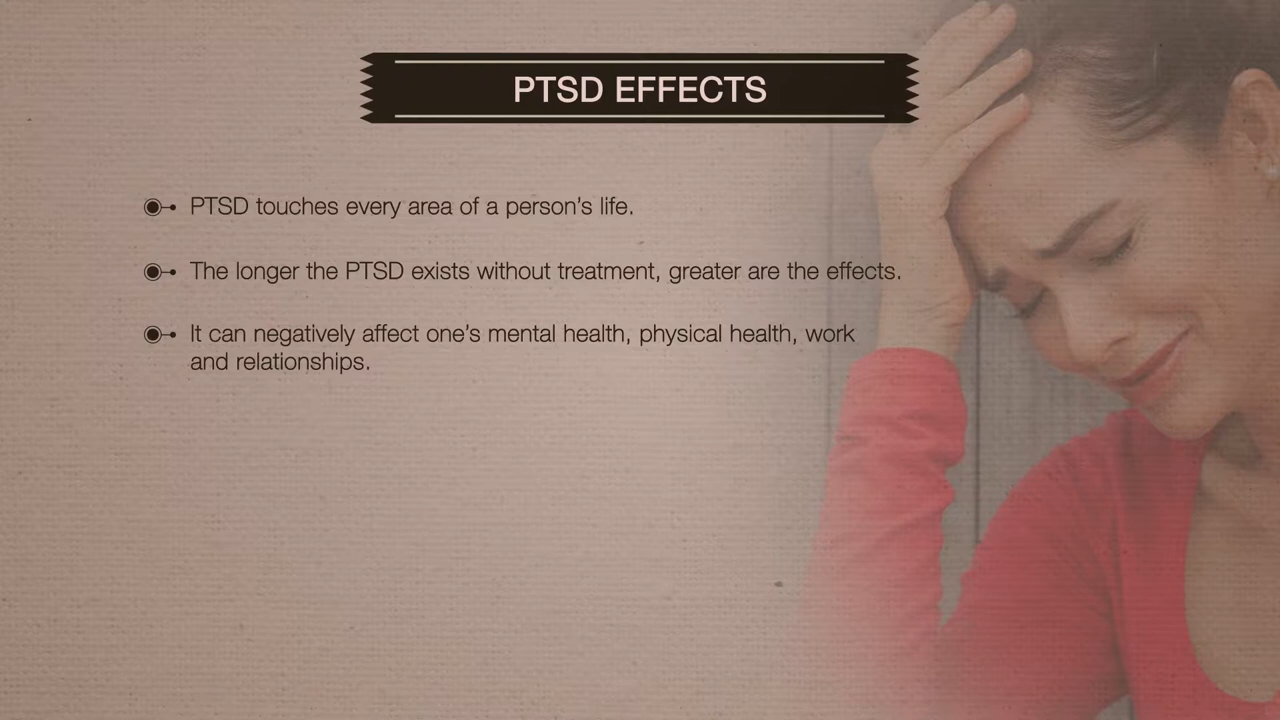 PTSD EFFECTS
PTSD touches every area of a person's life.
The longer the PTSD exists without treatment, greater are the effects.
It can negatively affect one's mental health, physical health, work
and relationships.